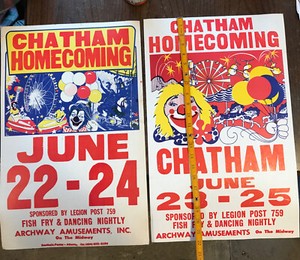 CHATHAM
HOMECOMING
JUNE
22-24
SPONSORED BY LEGION POST 759
FISH FRY & DANCING NIGHTLY
ARCHWAY AMUSEMENTS, INC.
On The Midway
CHATHAM
HOMECOMING
CHATHAM
JUNE
23-25
SPONSORED BY LEGION POST 759
FISH FRY & DANCING NIGHTLY
ARCHWAY AMUSEMENTS On The Midway